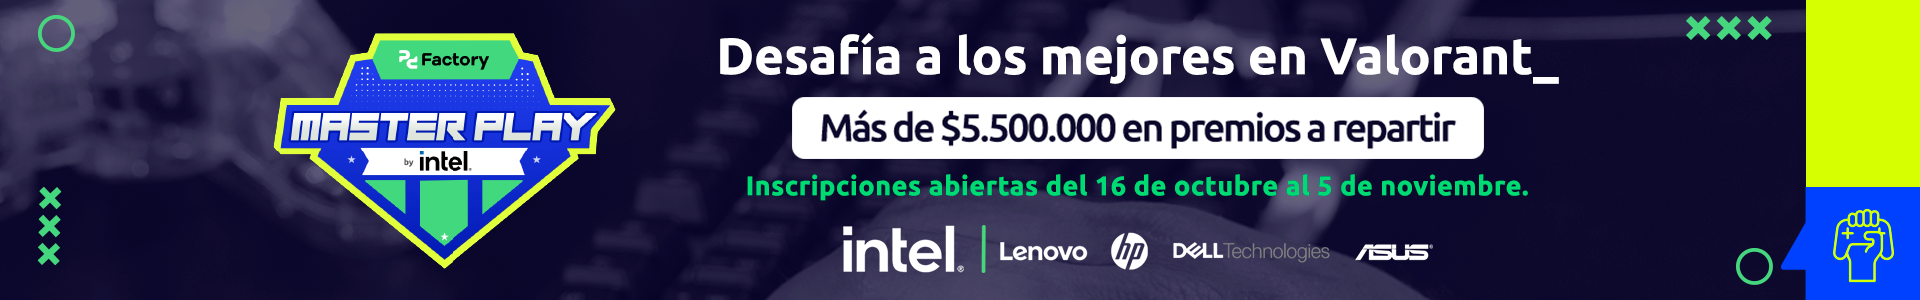 pc Factory
MASTER PLAY
by intel.
Desafía a los mejores en Valorant_
Más de $5.500.000 en premios a repartir
Inscripciones abiertas del 16 de octubre al 5 de noviembre.
intel. Lenovo hp DELL Technologies ASUS